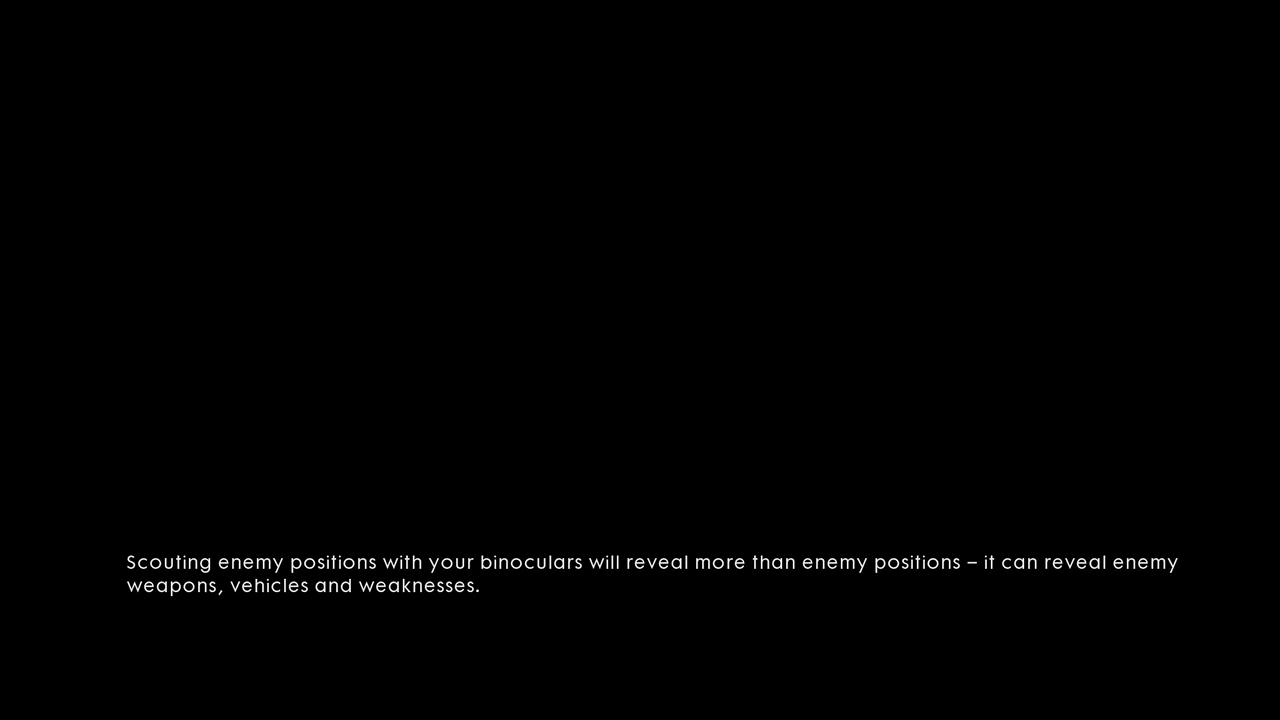 Scouting enemy positions with your binoculars will reveal more than enemy positions – it can reveal enemy
weapons, vehicles and weaknesses.